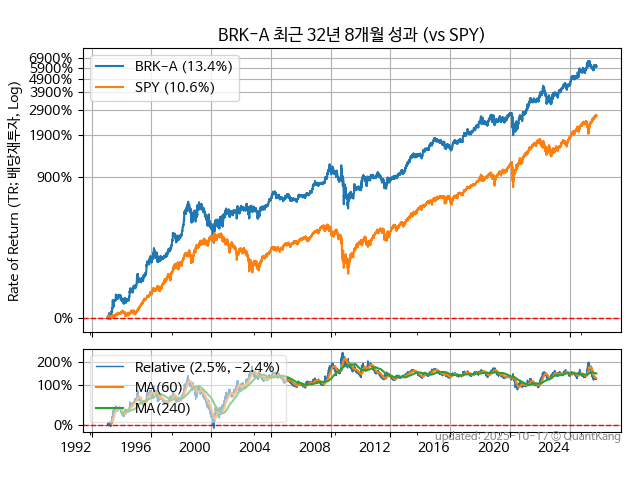 BRK-A 최근 32년 8개월 성과 (vs SPY)
Rate of Return (TR; 배당재투자, Log)
6900%
5900%
4900%
3900%
2900%
1900%
900%
0%
BRK-A (13.4%)
SPY (10.6%)
200%
100%
0%
Relative (2.5%, -2.4%)
MA(60)
MA(240)
1992 1996 2000 2004 2008 2012 2016 2020 2024
updated: 2025-10-17 © QuantKang